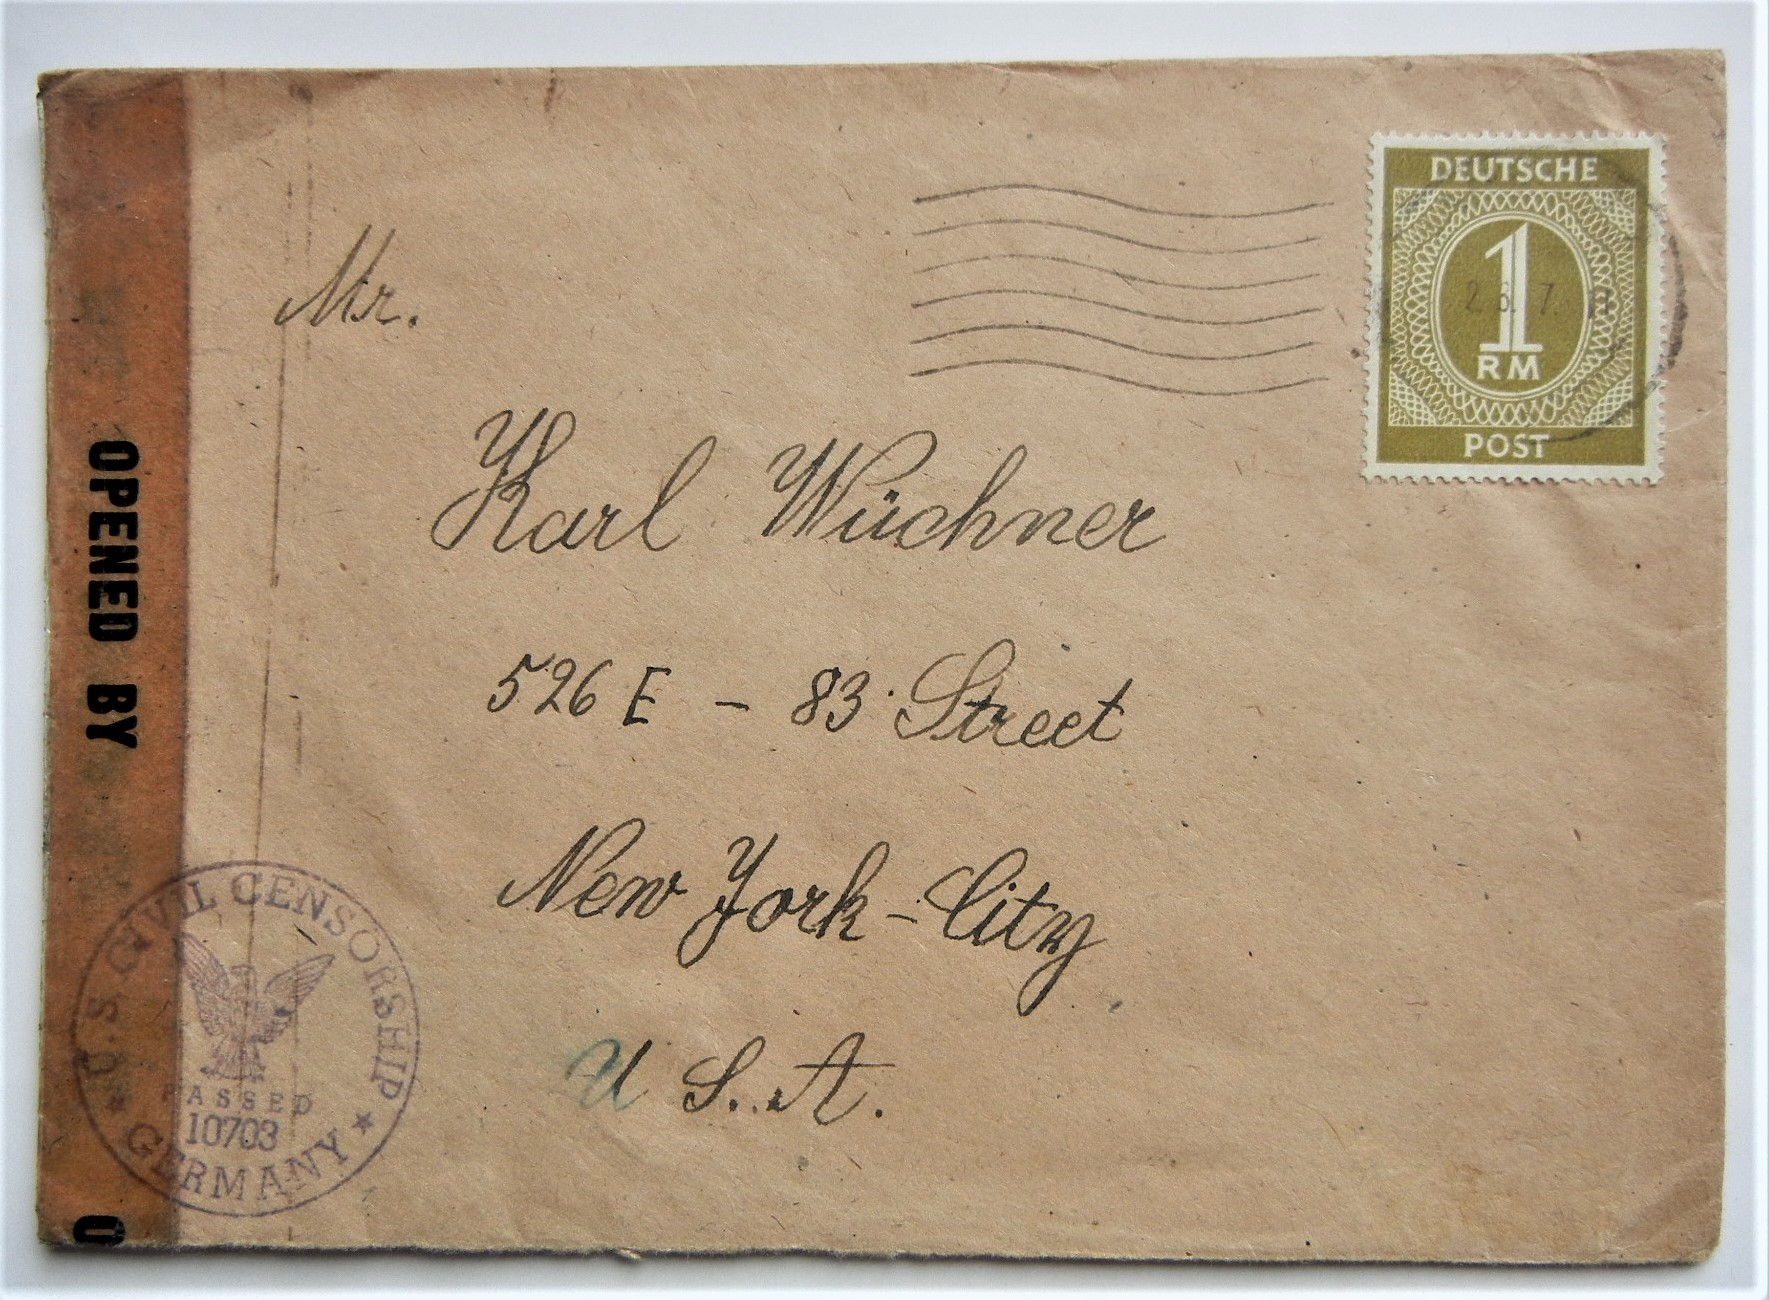 DEUTSCHE
1
RM
POST
Mr.
Karl Wüchner
526 E - 83. Street
New York-City
U S. A.
OPENED BY
U.S. CIVIL CENSORSHIP
PASSED
10703
GERMANY